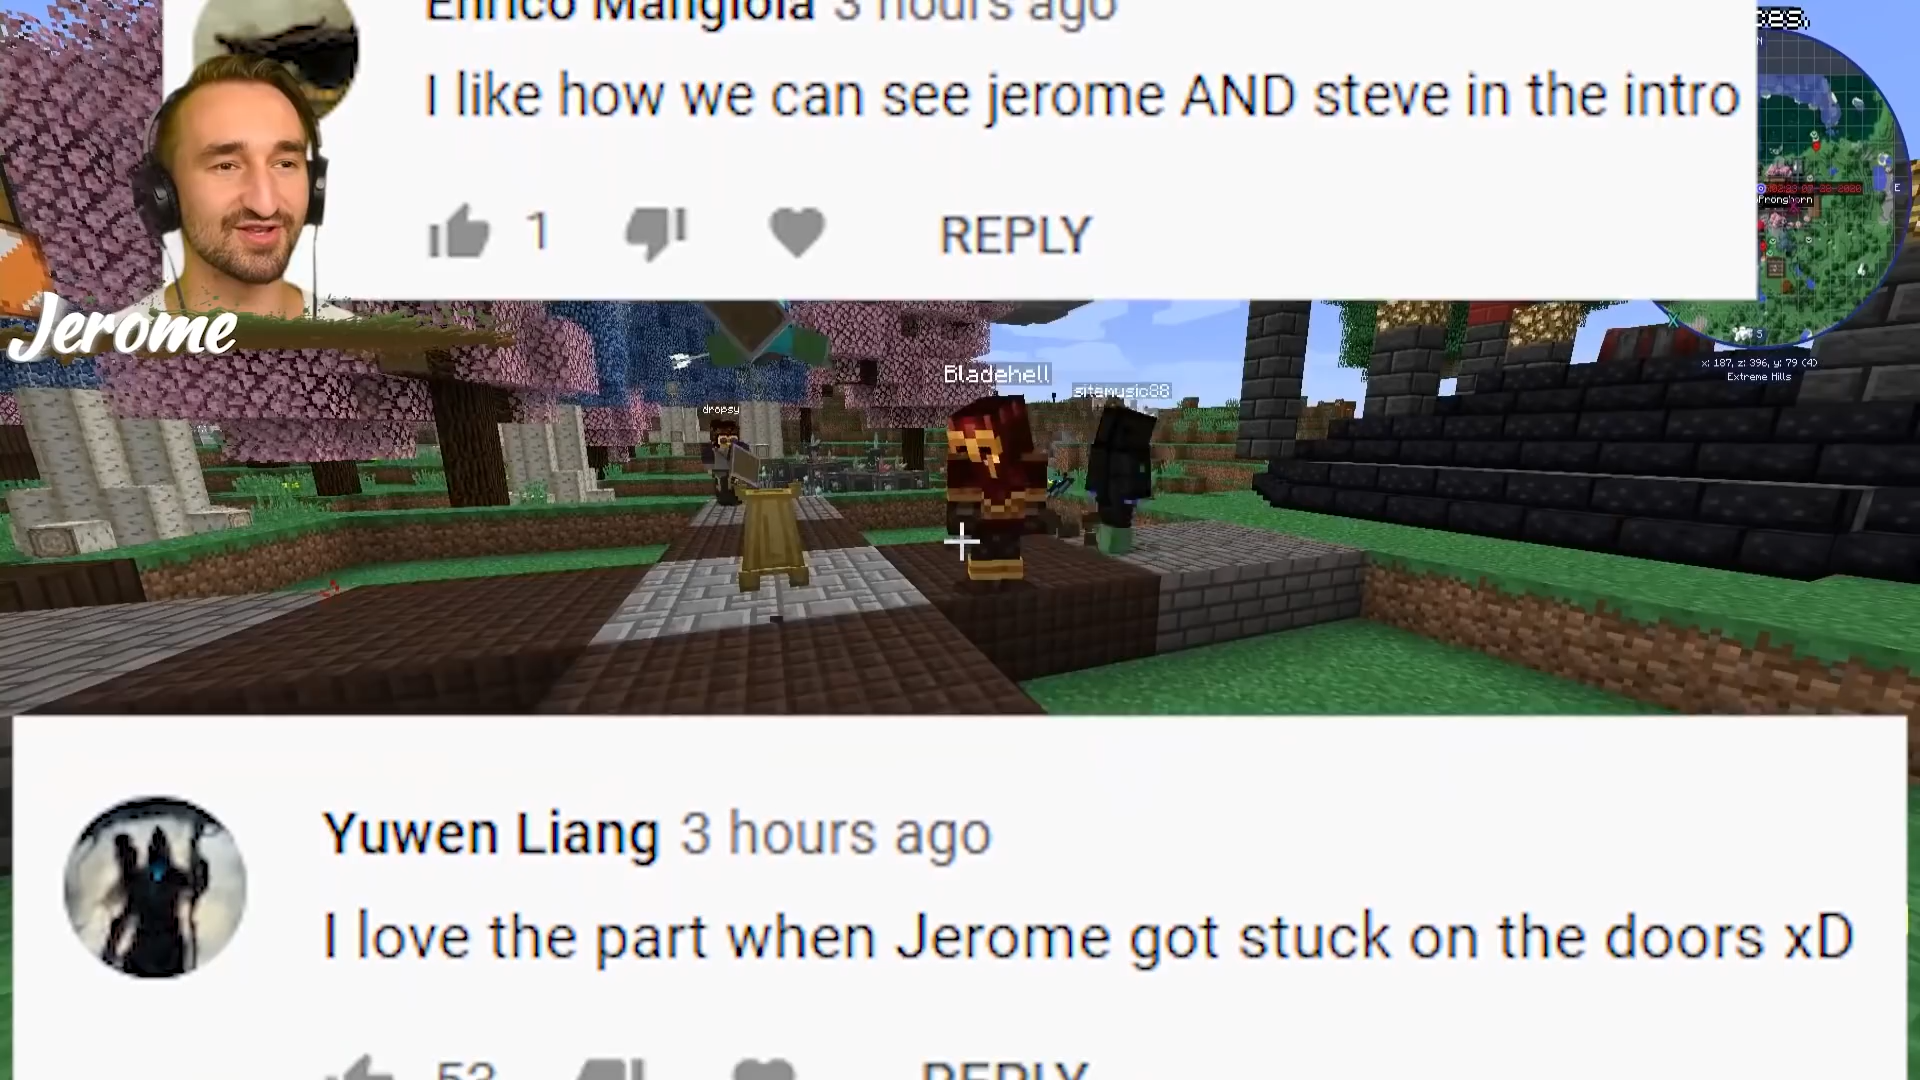 Enrico Mangiola 3 hours ago
I like how we can see jerome AND steve in the intro
1
REPLY
N
E
Pronghorn
S
x: 187, z: 396, y: 79 (4)
Extreme Hills
Jerome
Bladehell
sitemusic88
dropsy
Yuwen Liang 3 hours ago
I love the part when Jerome got stuck on the doors xD
53
REPLY